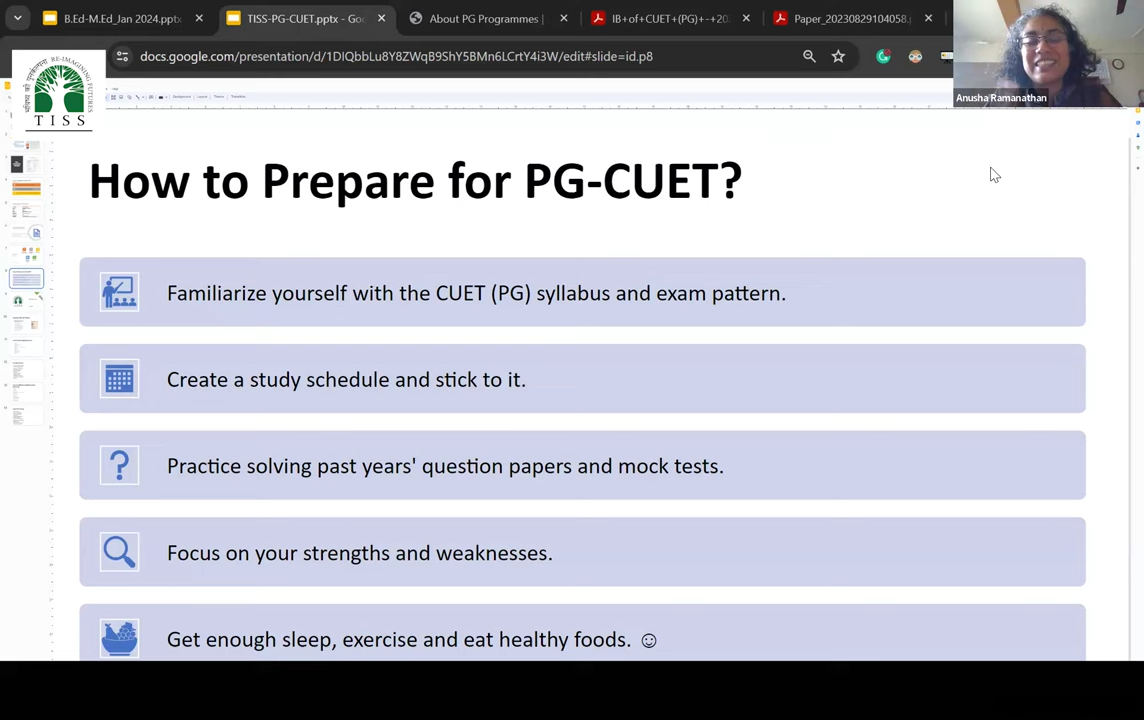 B.Ed-M.Ed_Jan 2024.pptx
TISS-PG-CUET.pptx - Goo
About PG Programmes |
IB+of+CUET+(PG)+-+20
Paper_20230829104058.p
docs.google.com/presentation/d/1DIQbbLu8Y8ZWqB9ShY5BMn6LCrtY4i3W/edit#slide=id.p8
Anusha Ramanathan
RE-IMAGINING FUTURES
TISS
How to Prepare for PG-CUET?
Familiarize yourself with the CUET (PG) syllabus and exam pattern.
Create a study schedule and stick to it.
Practice solving past years' question papers and mock tests.
Focus on your strengths and weaknesses.
Get enough sleep, exercise and eat healthy foods. ☺